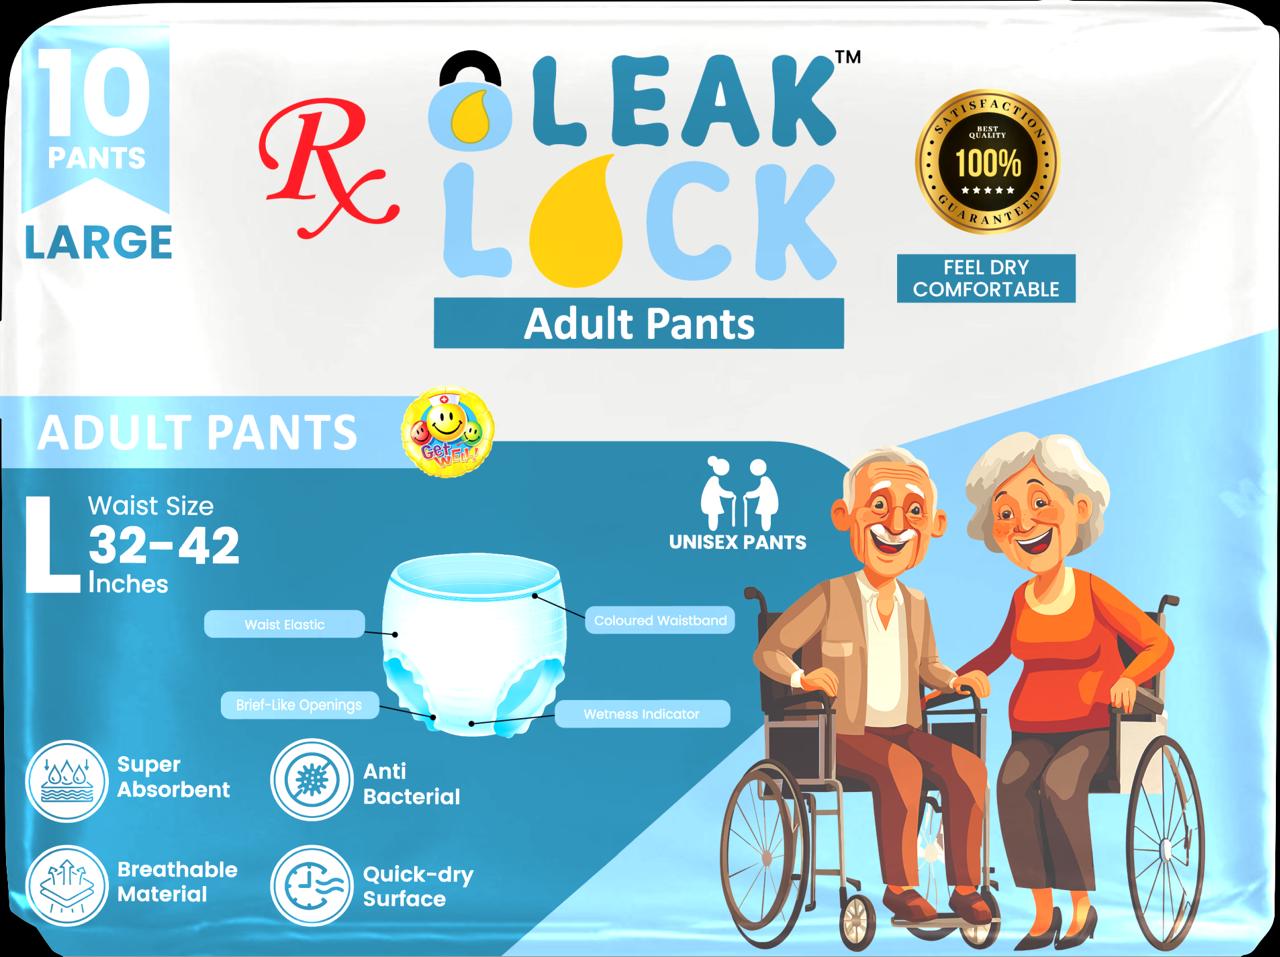 10
PANTS
LARGE
Rx
LEAK™
LOCK
Adult Pants
SATISFACTION
BEST
QUALITY
100%
GUARANTEED
FEEL DRY
COMFORTABLE
ADULT PANTS
Get
Well!
L
Waist Size
32-42
Inches
UNISEX PANTS
Waist Elastic
Coloured Waistband
Brief-Like Openings
Wetness Indicator
Super
Absorbent
Anti
Bacterial
Breathable
Material
Quick-dry
Surface